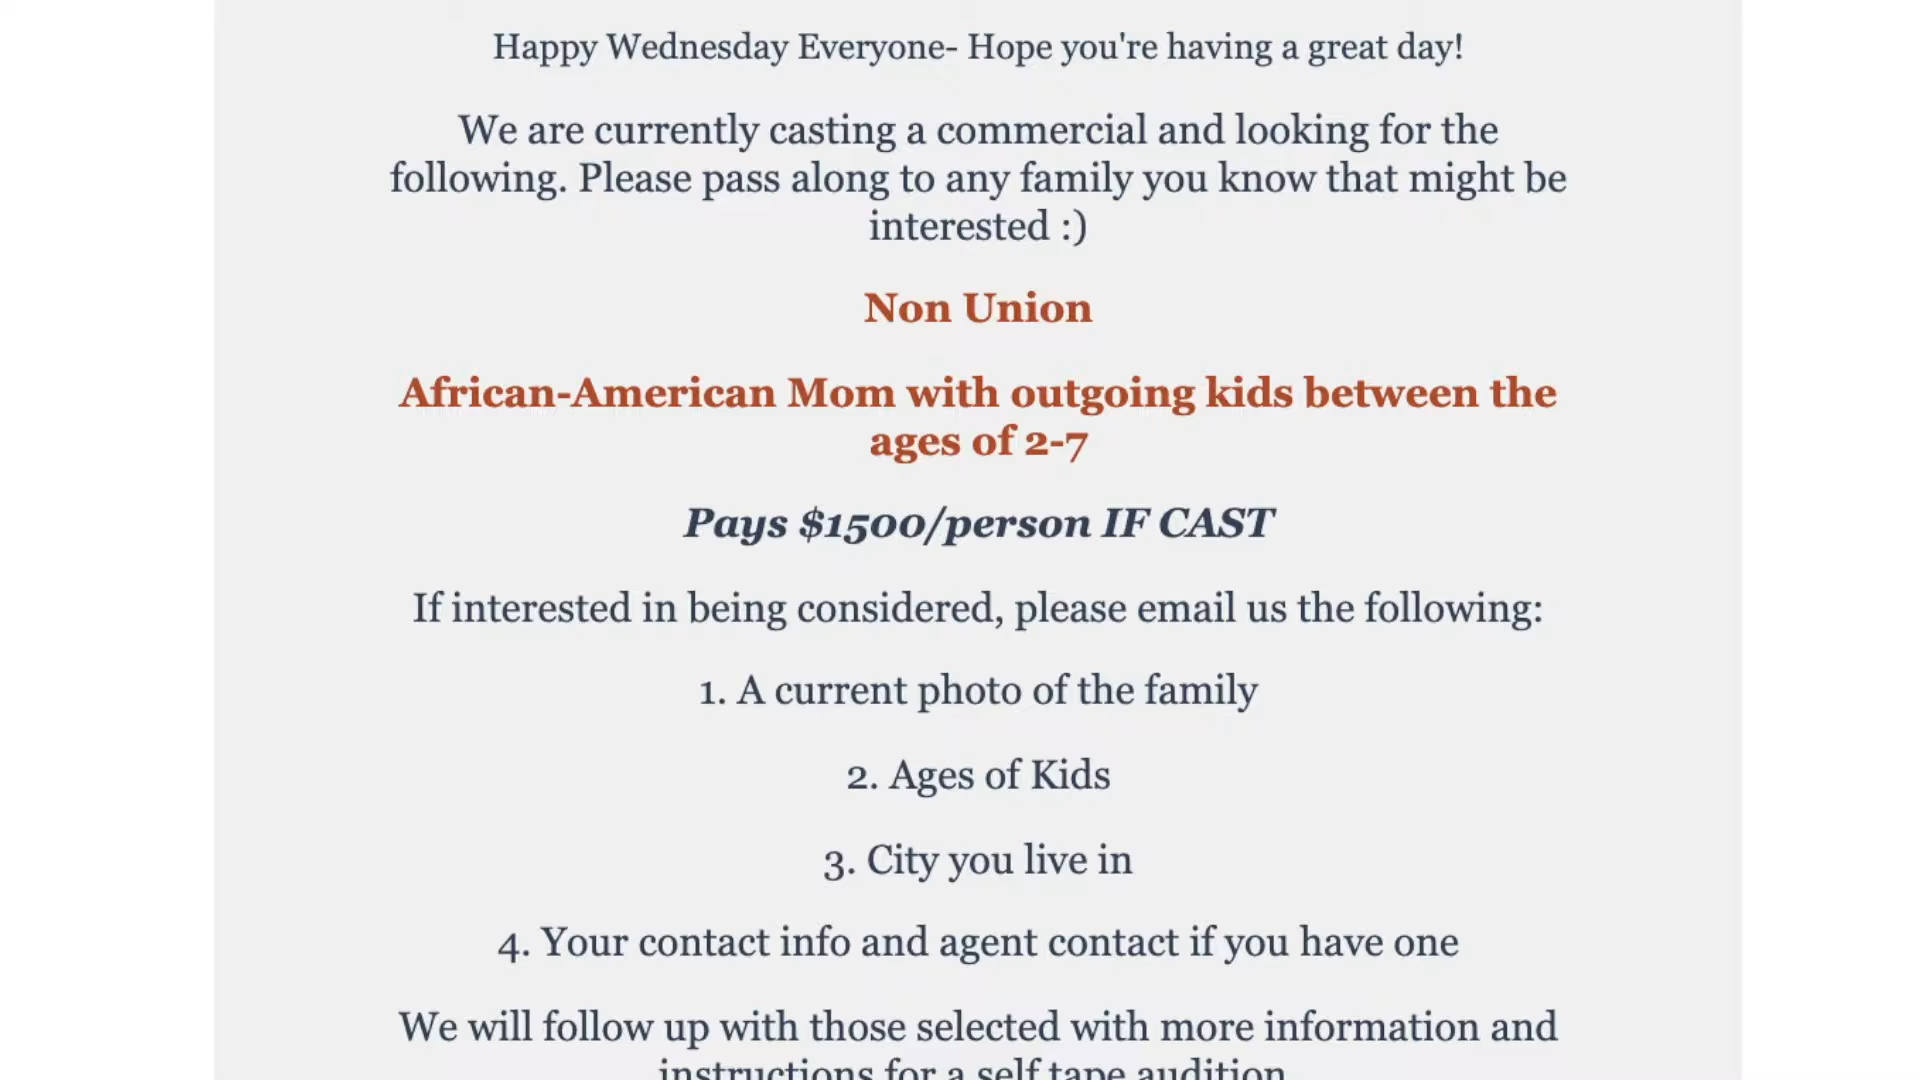 Happy Wednesday Everyone- Hope you're having a great day!
We are currently casting a commercial and looking for the
following. Please pass along to any family you know that might be
interested :)
Non Union
African-American Mom with outgoing kids between the
ages of 2-7
Pays $1500/person IF CAST
If interested in being considered, please email us the following:
1. A current photo of the family
2. Ages of Kids
3. City you live in
4. Your contact info and agent contact if you have one
We will follow up with those selected with more information and
instructions for a self tape audition